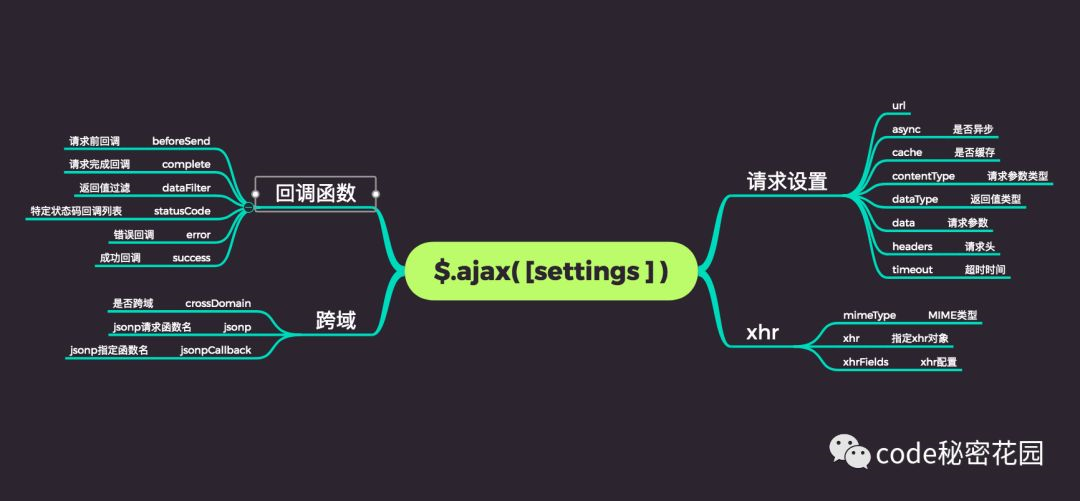 $.ajax( [settings ] )
回调函数
请求前回调 beforeSend
请求完成回调 complete
返回值过滤 dataFilter
特定状态码回调列表 statusCode
错误回调 error
成功回调 success
跨域
是否跨域 crossDomain
jsonp请求函数名 jsonp
jsonp指定函数名 jsonpCallback
请求设置
url
async 是否异步
cache 是否缓存
contentType 请求参数类型
dataType 返回值类型
data 请求参数
headers 请求头
timeout 超时时间
xhr
mimeType MIME类型
xhr 指定xhr对象
xhrFields xhr配置
code秘密花园